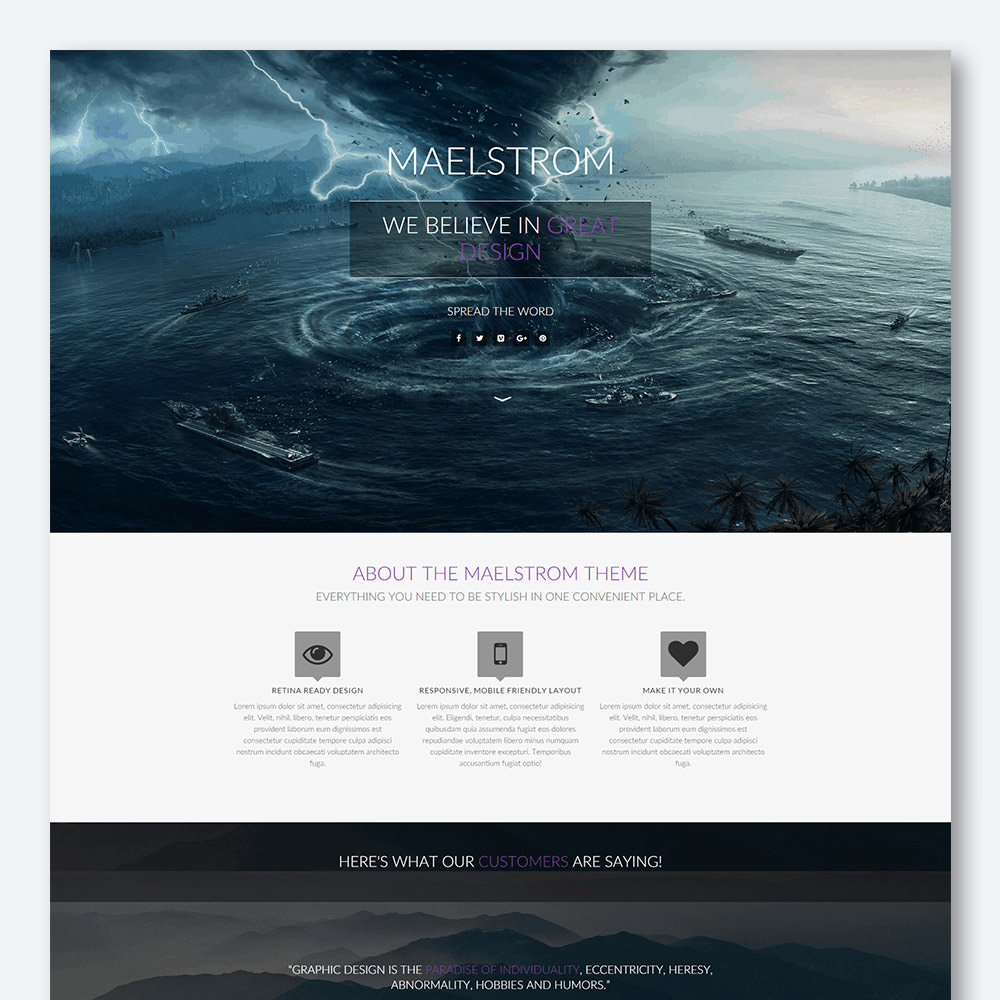 MAELSTROM
WE BELIEVE IN GREAT
DESIGN
SPREAD THE WORD
ABOUT THE MAELSTROM THEME
EVERYTHING YOU NEED TO BE STYLISH IN ONE CONVENIENT PLACE.
RETINA READY DESIGN
Lorem ipsum dolor sit amet, consectetur adipisicing
elit. Velit, nihil, libero, tenetur perspiciatis eos
provident laborum eum dignissimos est
consectetur cupiditate tempore culpa adipisci
nostrum incidunt obcaecati voluptatem architecto
fuga.
RESPONSIVE, MOBILE FRIENDLY LAYOUT
Lorem ipsum dolor sit amet, consectetur adipisicing
elit. Eligendi, tenetur, culpa necessitatibus
quibusdam quia assumenda fugiat eos dolores
repudiandae voluptatem libero minus numquam
cupiditate inventore excepturi. Temporibus
accusantium fugiat optio!
MAKE IT YOUR OWN
Lorem ipsum dolor sit amet, consectetur adipisicing
elit. Velit, nihil, libero, tenetur perspiciatis eos
provident laborum eum dignissimos est
consectetur cupiditate tempore culpa adipisci
nostrum incidunt obcaecati voluptatem architecto
fuga.
HERE'S WHAT OUR CUSTOMERS ARE SAYING!
"GRAPHIC DESIGN IS THE PARADISE OF INDIVIDUALITY, ECCENTRICITY, HERESY,
ABNORMALITY, HOBBIES AND HUMORS."